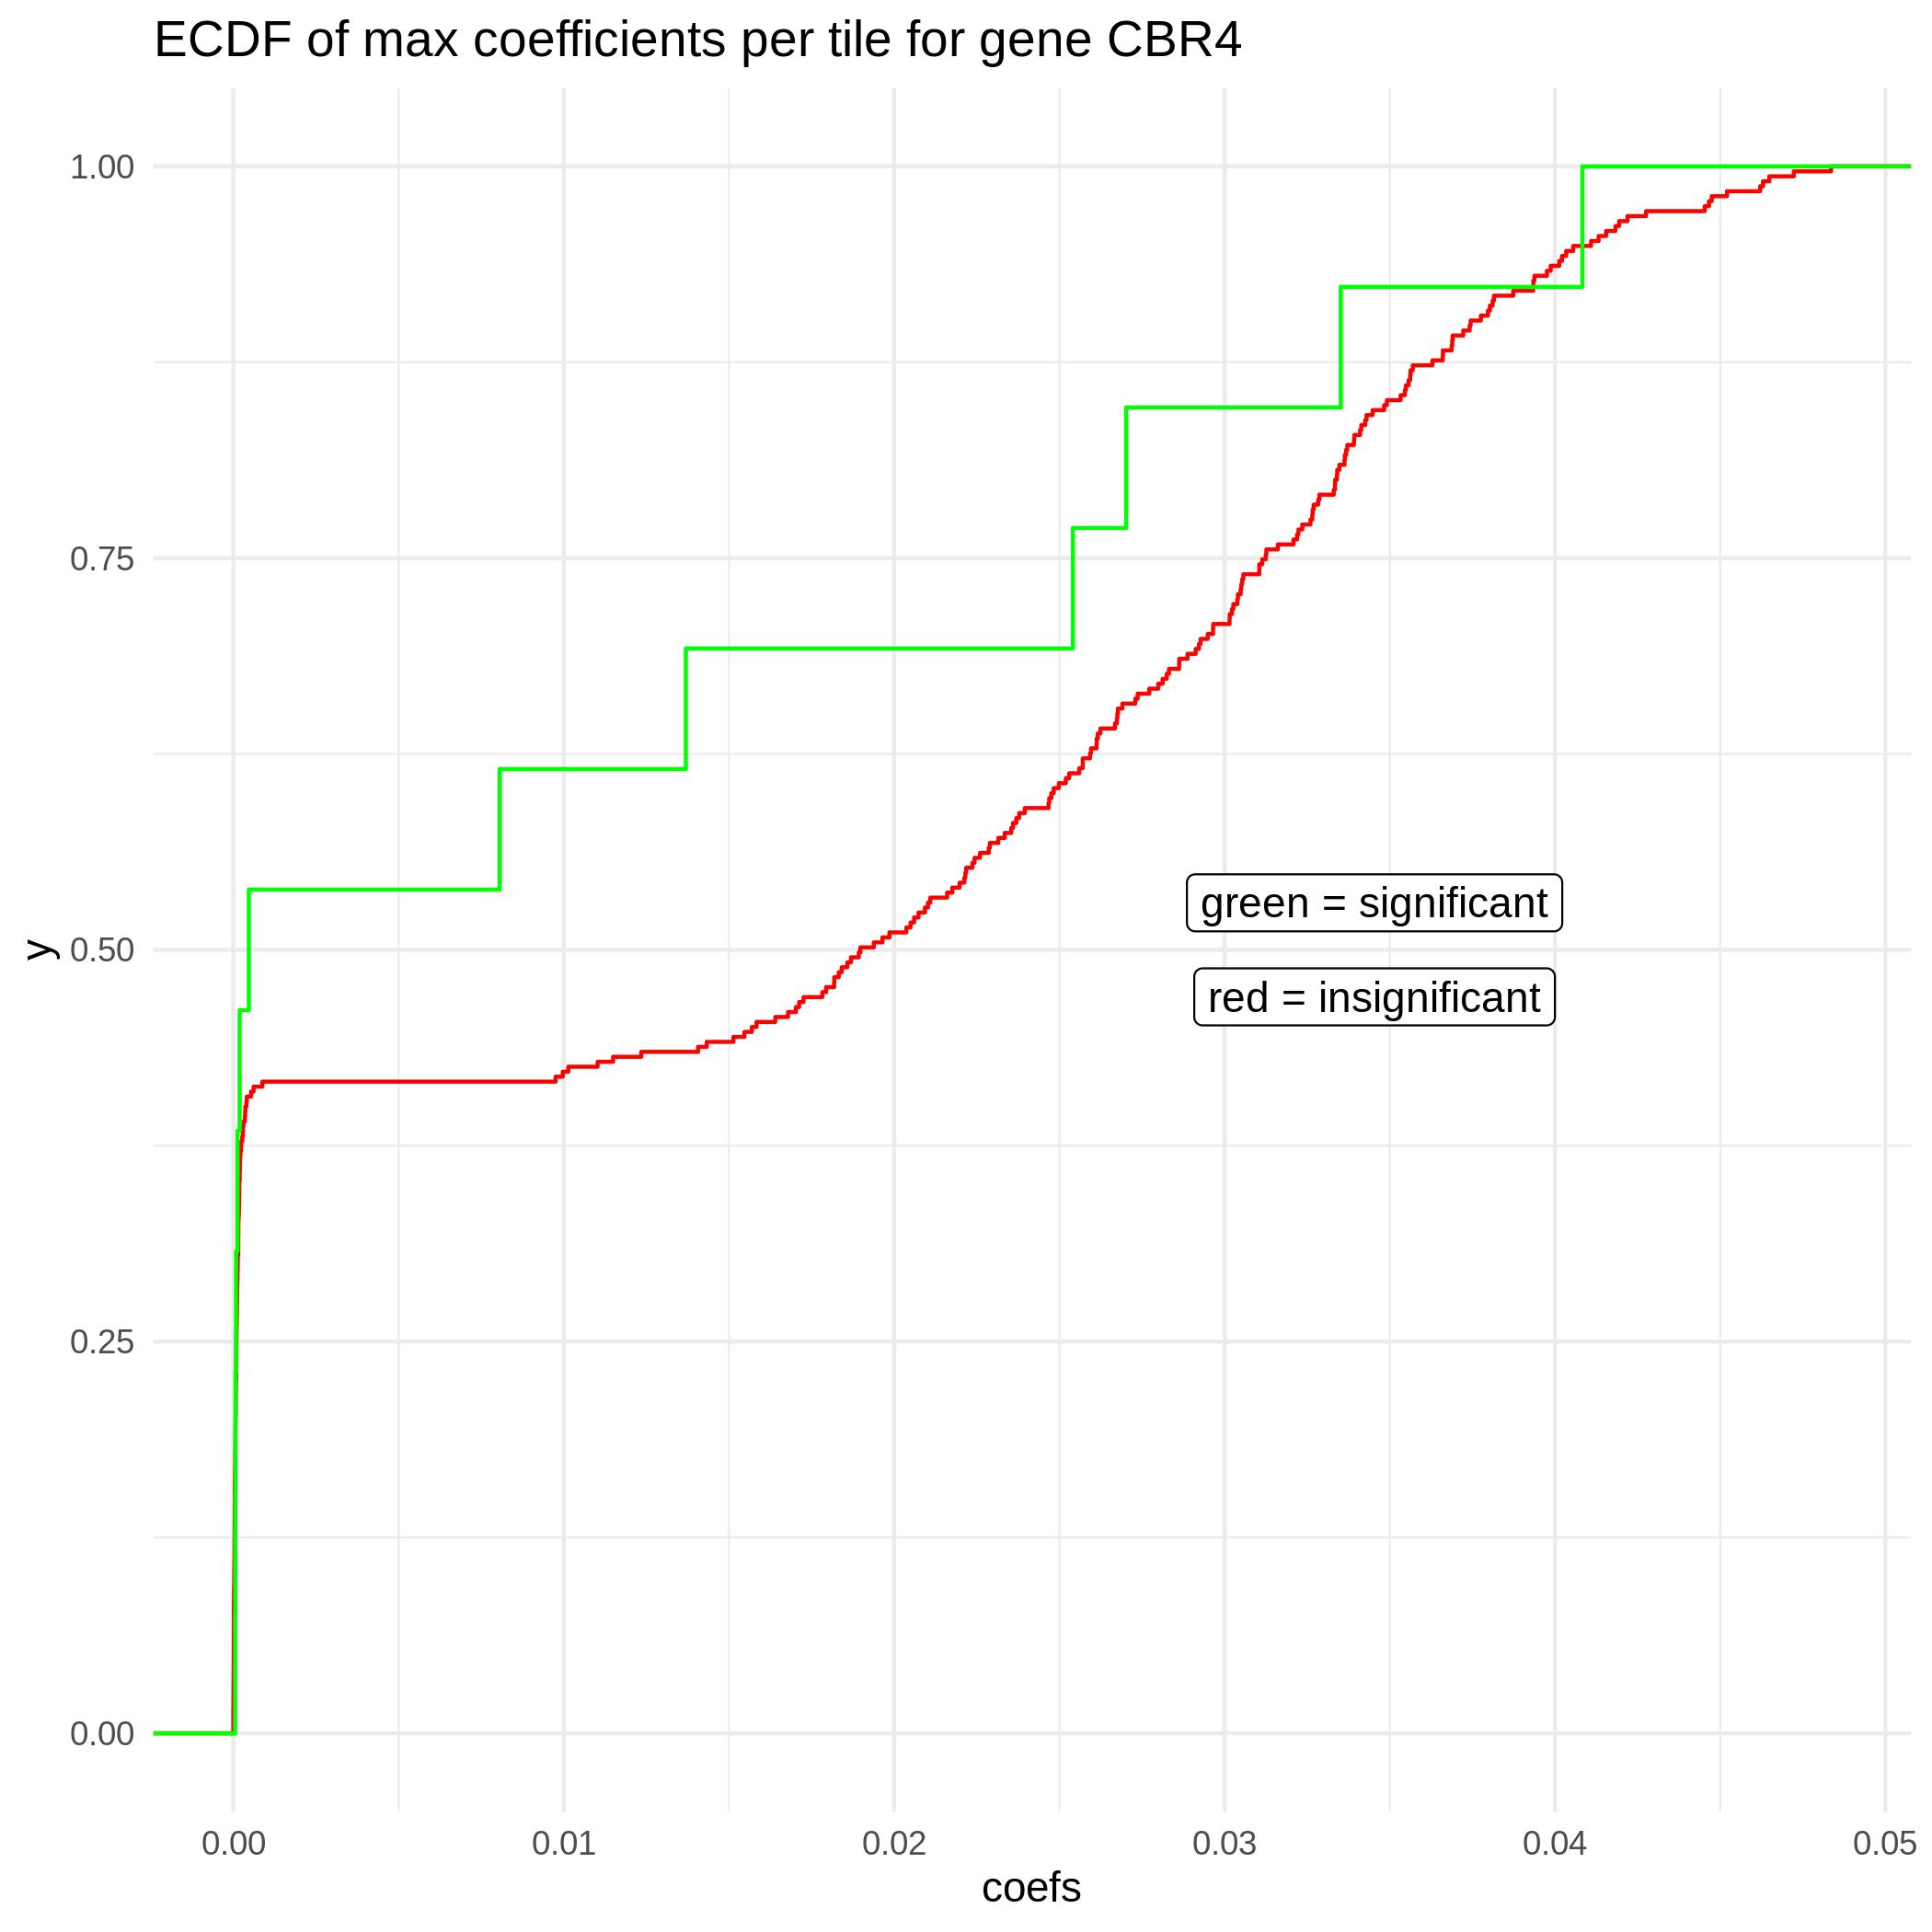 ECDF of max coefficients per tile for gene CBR4
1.00
0.75
0.50
0.25
0.00
y
green = significant
red = insignificant
0.00 0.01 0.02 0.03 0.04 0.05
coefs